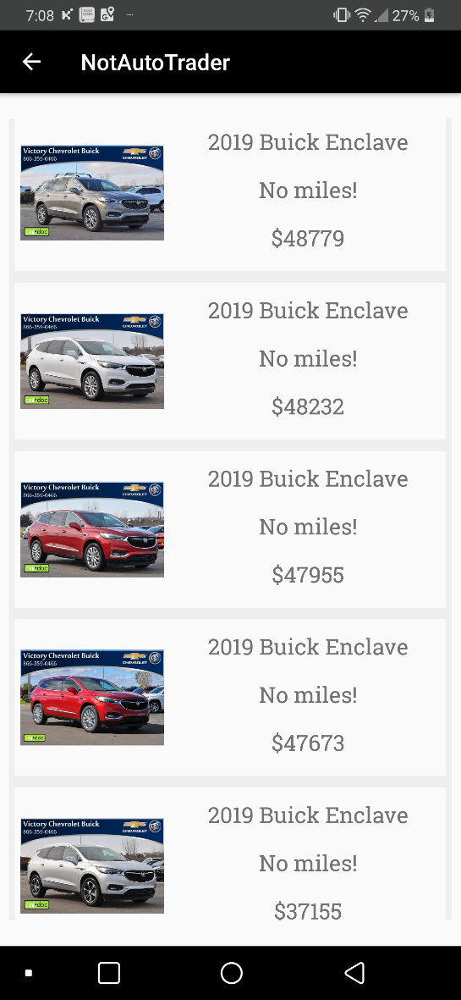 7:08
27%
NotAutoTrader
Victory Chevrolet Buick
866-359-0466
CHEVROLET
2019 Buick Enclave
No miles!
$48779
Victory Chevrolet Buick
866-359-0466
CHEVROLET
2019 Buick Enclave
No miles!
$48232
Victory Chevrolet Buick
866-359-0466
CHEVROLET
2019 Buick Enclave
No miles!
$47955
Victory Chevrolet Buick
866-359-0466
CHEVROLET
2019 Buick Enclave
No miles!
$47673
Victory Chevrolet Buick
866-359-0466
CHEVROLET
2019 Buick Enclave
No miles!
$37155